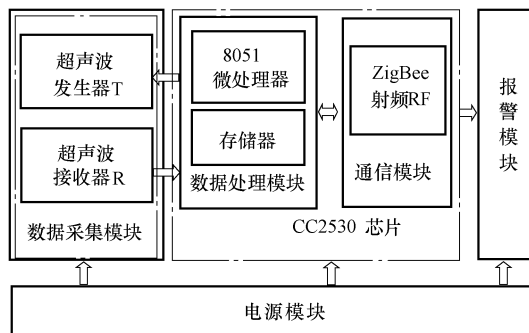 超声波
发生器T
超声波
接收器R
数据采集模块
8051
微处理器
存储器
数据处理模块
ZigBee
射频RF
通信模块
CC2530 芯片
报警模块
电源模块